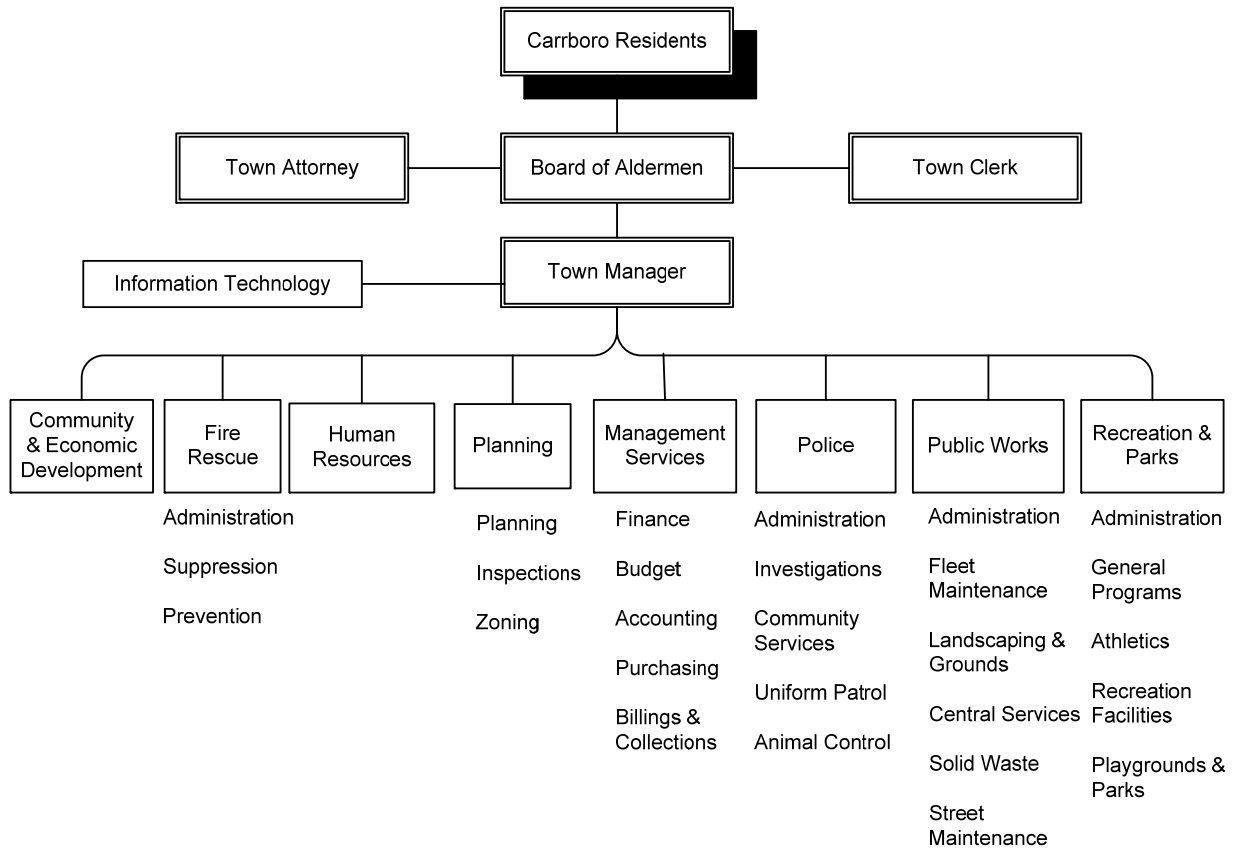 Carrboro Residents
Town Attorney
Board of Aldermen
Town Clerk
Information Technology
Town Manager
Community
& Economic
Development
Fire
Rescue
Human
Resources
Planning
Management
Services
Police
Public Works
Recreation &
Parks
Administration
Suppression
Prevention
Planning
Inspections
Zoning
Finance
Budget
Accounting
Purchasing
Billings &
Collections
Administration
Investigations
Community
Services
Uniform Patrol
Animal Control
Administration
Fleet
Maintenance
Landscaping &
Grounds
Central Services
Solid Waste
Street
Maintenance
Administration
General
Programs
Athletics
Recreation
Facilities
Playgrounds &
Parks